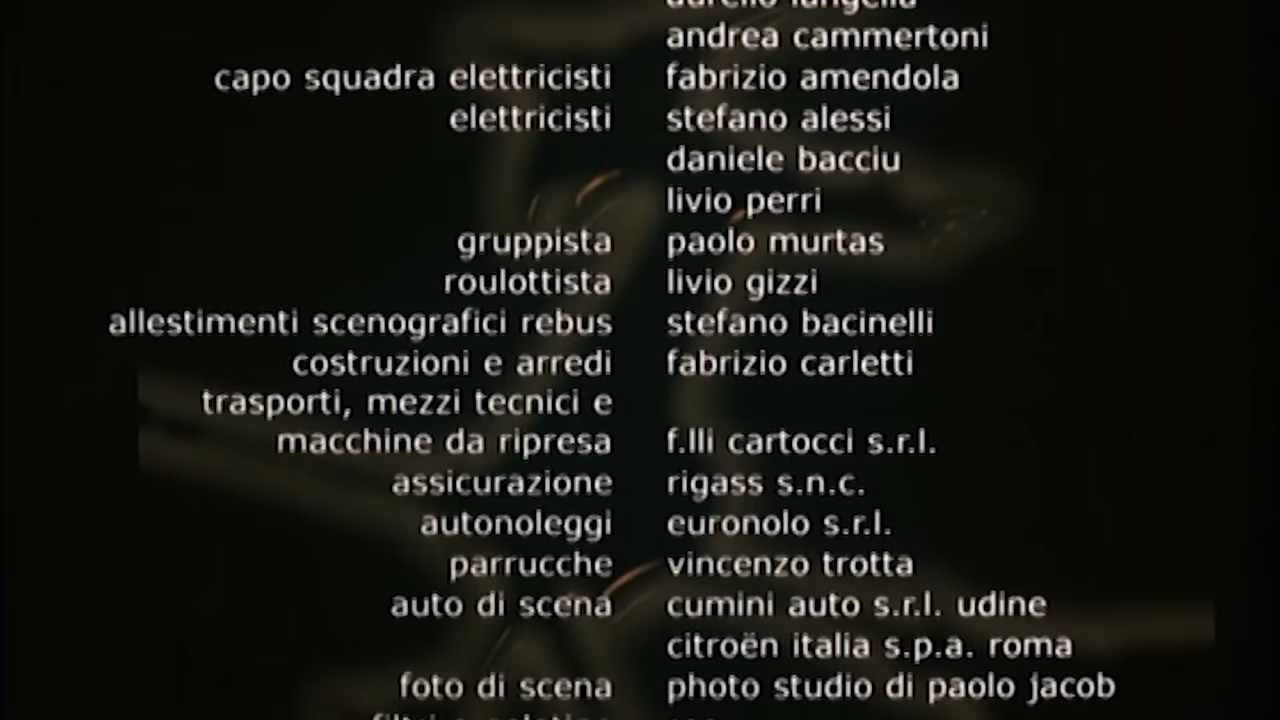 andrea cammertoni
capo squadra elettricisti fabrizio amendola
elettricisti stefano alessi
daniele bacciu
livio perri
gruppista paolo murtas
roulottista livio gizzi
allestimenti scenografici rebus stefano bacinelli
costruzioni e arredi fabrizio carletti
trasporti, mezzi tecnici e
macchine da ripresa f.lli cartocci s.r.l.
assicurazione rigass s.n.c.
autonoleggi euronolo s.r.l.
parrucche vincenzo trotta
auto di scena cumini auto s.r.l. udine
citroën italia s.p.a. roma
foto di scena photo studio di paolo jacob